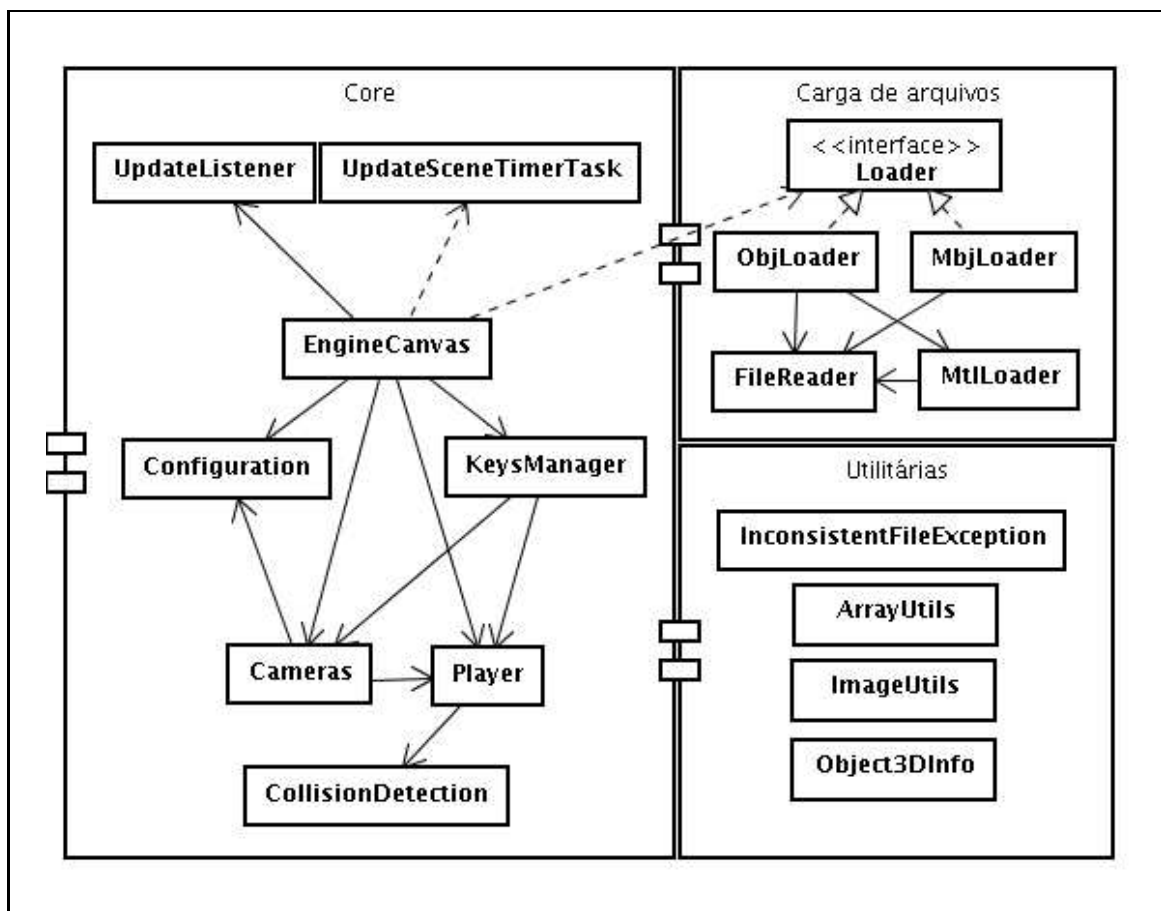 Core
UpdateListener
UpdateSceneTimerTask
EngineCanvas
Configuration
KeysManager
Cameras
Player
CollisionDetection
Carga de arquivos
<<interface>>
Loader
ObjLoader
MbjLoader
FileReader
MtlLoader
Utilitárias
InconsistentFileException
ArrayUtils
ImageUtils
Object3DInfo